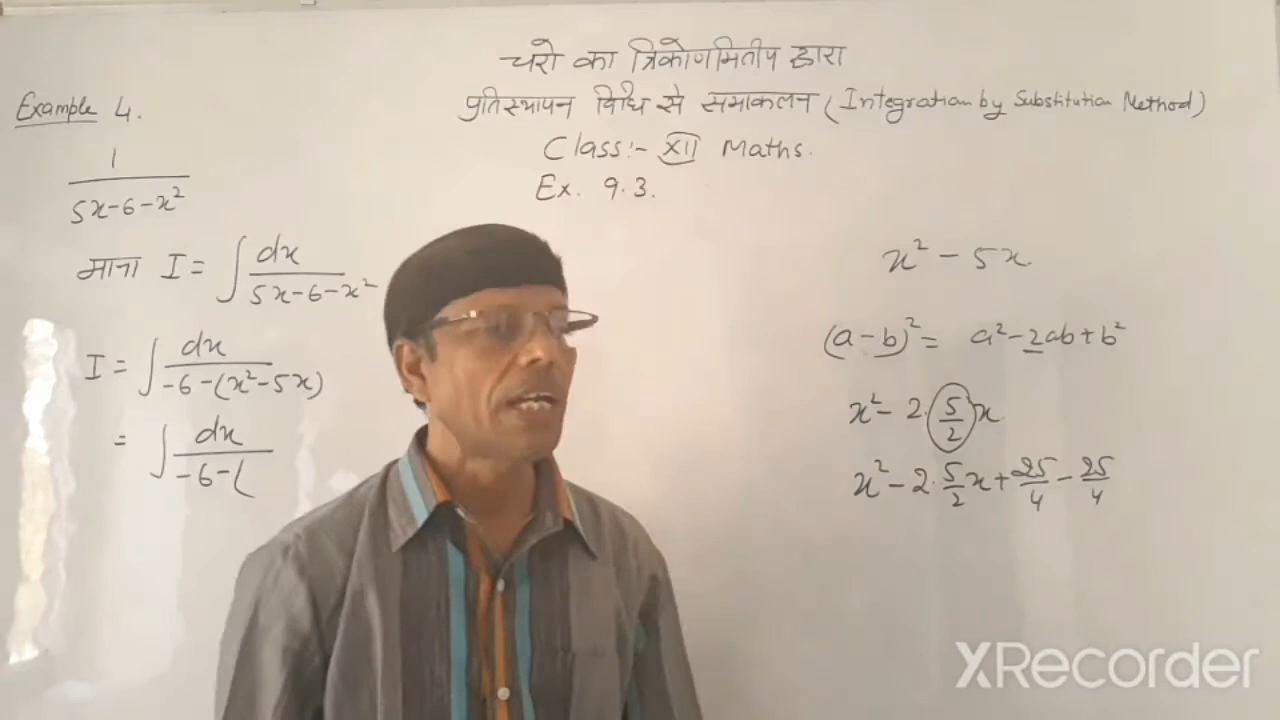 चरो का त्रिकोणमितीय द्वारा
प्रतिस्थापन विधि से समाकलन (Integration by Substitution Method)
Class:- XII Maths.
Ex. 9.3.
Example 4.
1/(5x-6-x²)
माना I = ∫ dx/(5x-6-x²)
I = ∫ dx/(-6-(x²-5x))
= ∫ dx/(-6-(
x² - 5x
(a-b)² = a²-2ab+b²
x² - 2.(5/2)x
x² - 2.5/2 x + 25/4 - 25/4
XRecorder